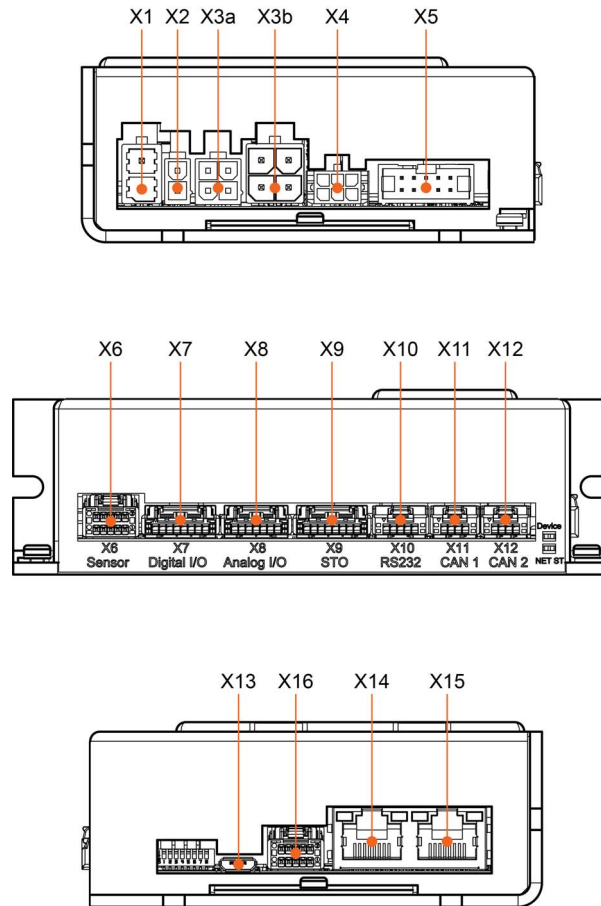 X1 X2 X3a X3b X4 X5
X6 X7 X8 X9 X10 X11 X12
Device
X6 X7 X8 X9 X10 X11 X12
Sensor Digital I/O Analog I/O STO RS232 CAN 1 CAN 2 NET ST
X13 X16 X14 X15